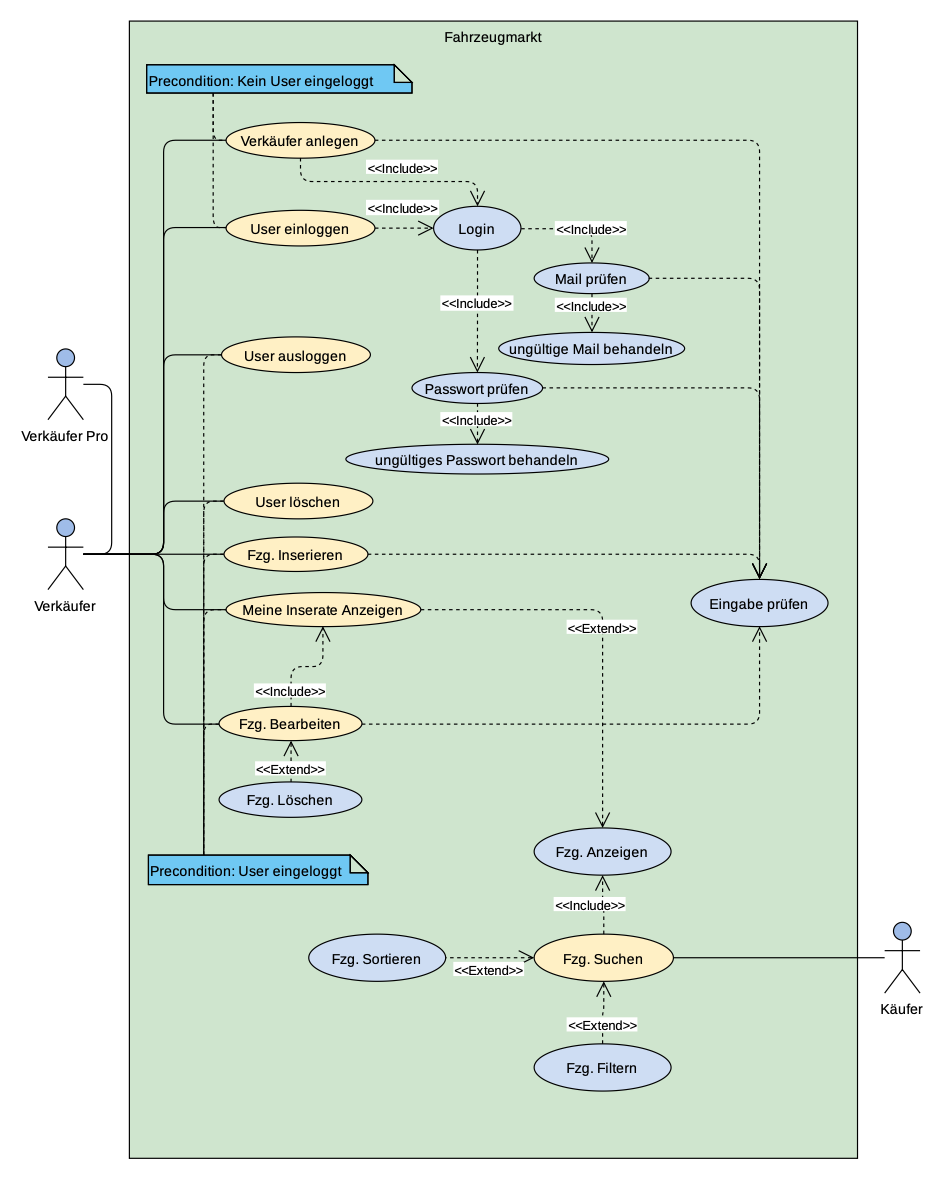 Fahrzeugmarkt
Precondition: Kein User eingeloggt
Verkäufer anlegen
<<Include>>
<<Include>>
User einloggen
Login
<<Include>>
Mail prüfen
<<Include>>
<<Include>>
ungültige Mail behandeln
User ausloggen
Passwort prüfen
<<Include>>
Verkäufer Pro
ungültiges Passwort behandeln
User löschen
Fzg. Inserieren
Verkäufer
Meine Inserate Anzeigen
Eingabe prüfen
<<Extend>>
<<Include>>
Fzg. Bearbeiten
<<Extend>>
Fzg. Löschen
Fzg. Anzeigen
Precondition: User eingeloggt
<<Include>>
Fzg. Sortieren
<<Extend>>
Fzg. Suchen
Käufer
<<Extend>>
Fzg. Filtern